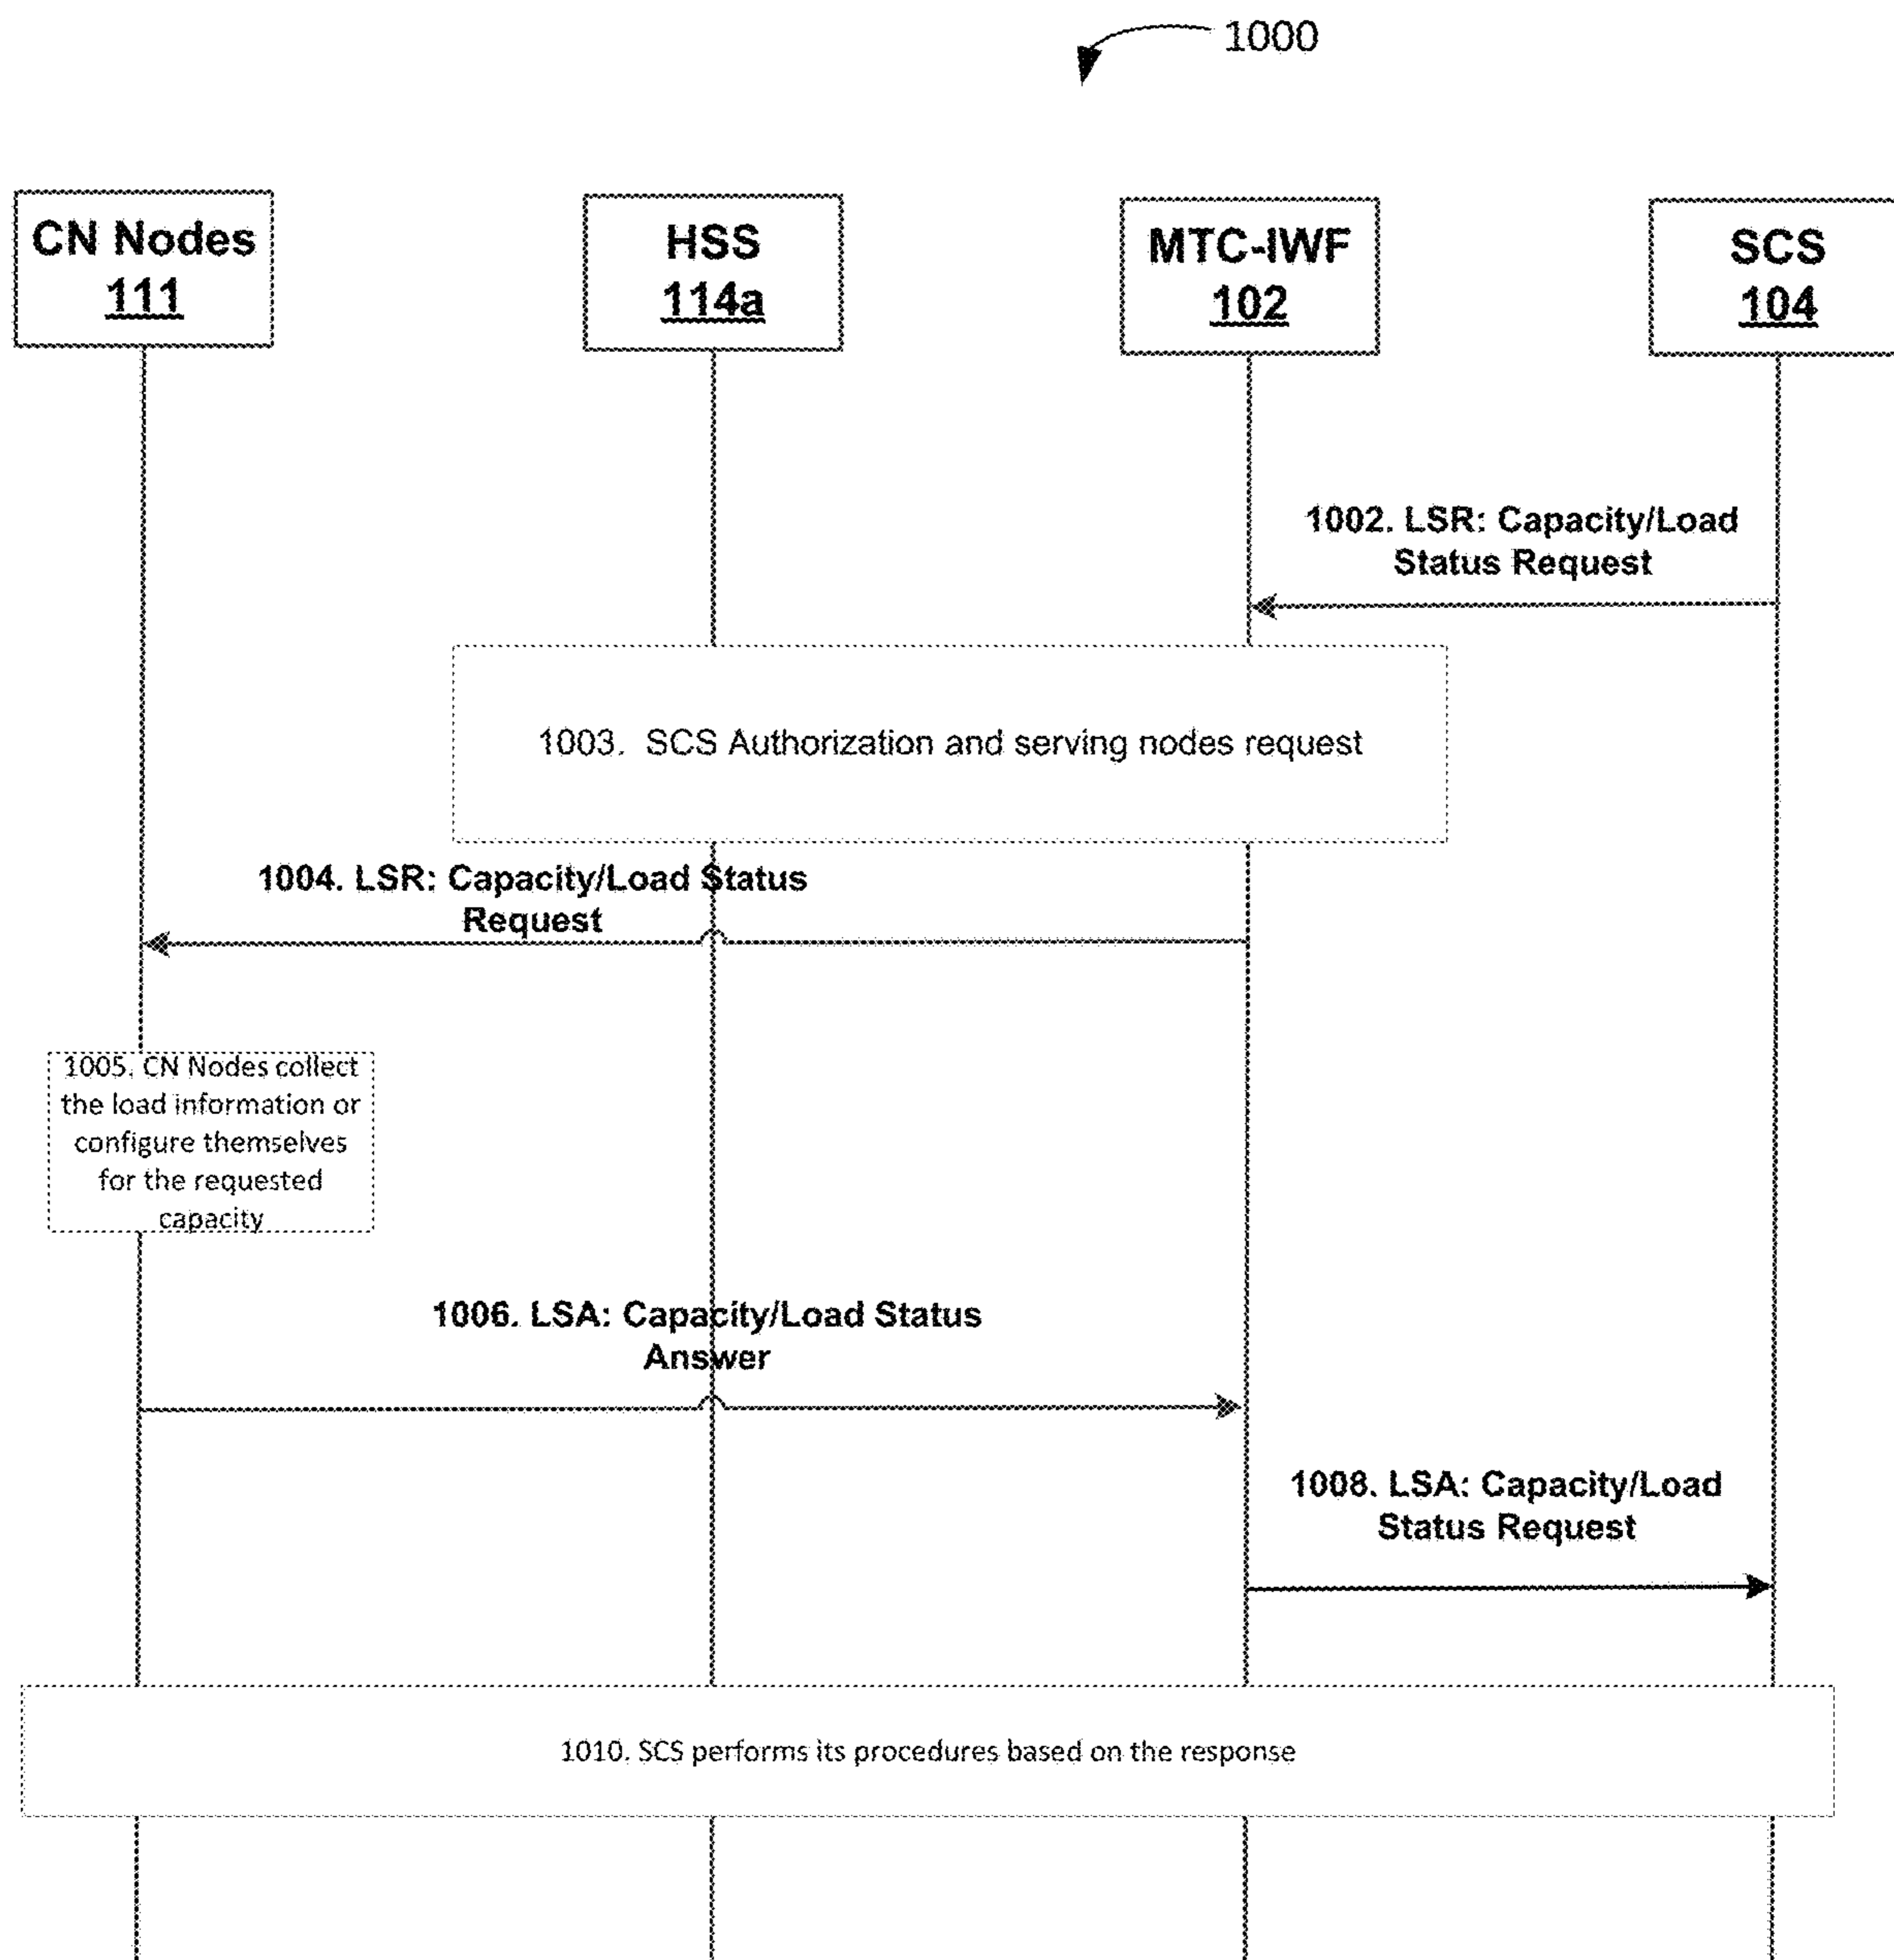 1000
CN Nodes
111
HSS
114a
MTC-IWF
102
SCS
104
1002. LSR: Capacity/Load
Status Request
1003. SCS Authorization and serving nodes request
1004. LSR: Capacity/Load Status
Request
1005. CN Nodes collect
the load information or
configure themselves
for the requested
capacity
1006. LSA: Capacity/Load Status
Answer
1008. LSA: Capacity/Load
Status Request
1010. SCS performs its procedures based on the response